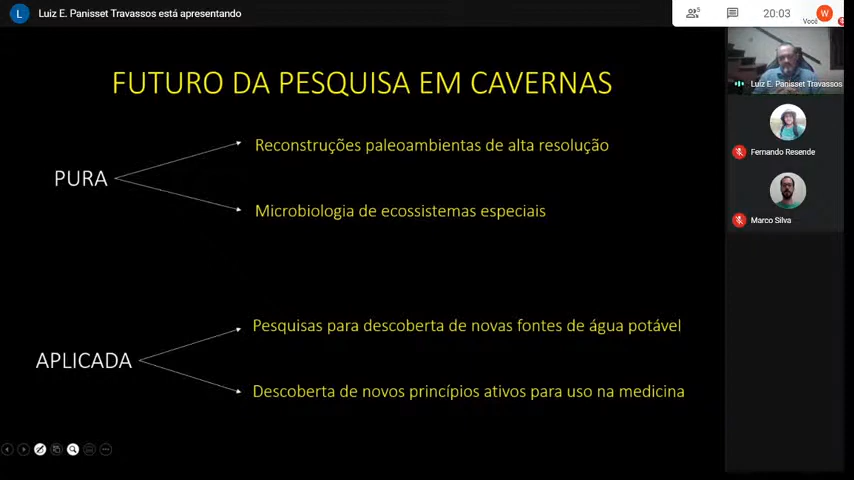 L Luiz E. Panisset Travassos está apresentando
5
20:03
Você
W
FUTURO DA PESQUISA EM CAVERNAS
Luiz E. Panisset Travassos
Reconstruções paleoambientas de alta resolução
Fernando Resende
PURA
Microbiologia de ecossistemas especiais
Marco Silva
Pesquisas para descoberta de novas fontes de água potável
APLICADA
Descoberta de novos princípios ativos para uso na medicina